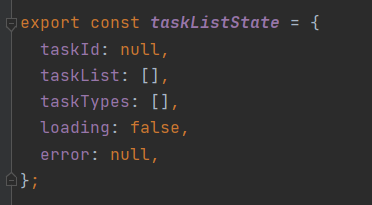 export const taskListState = {
  taskId: null,
  taskList: [],
  taskTypes: [],
  loading: false,
  error: null,
};